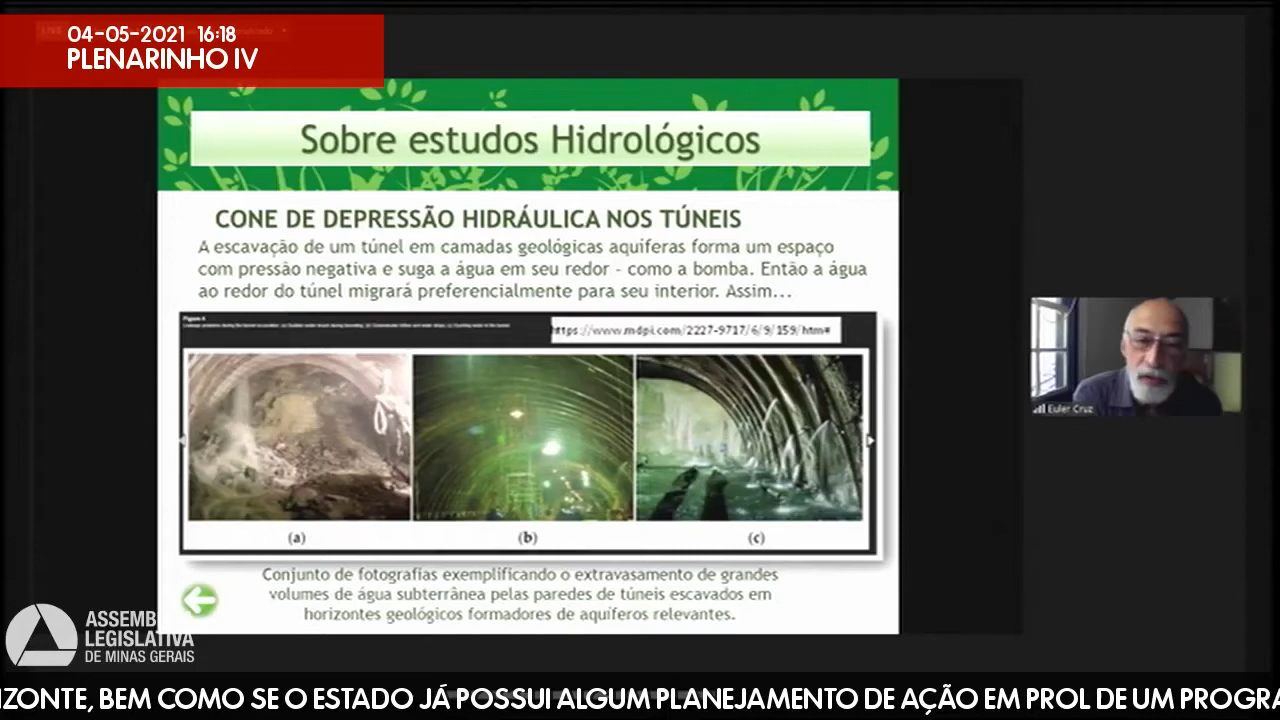 04-05-2021 16:18
PLENARINHO IV
Sobre estudos Hidrológicos
CONE DE DEPRESSÃO HIDRÁULICA NOS TÚNEIS
A escavação de um túnel em camadas geológicas aquiferas forma um espaço
com pressão negativa e suga a água em seu redor - como a bomba. Então a água
ao redor do túnel migrará preferencialmente para seu interior. Assim...
Figure 4
https://www.mdpi.com/2227-9717/6/9/159/htm#
(a) (b) (c)
Conjunto de fotografias exemplificando o extravasamento de grandes
volumes de água subterrânea pelas paredes de túneis escavados em
horizontes geológicos formadores de aquíferos relevantes.
Euler Cruz
ASSEMB
LEGISLATIVA
DE MINAS GERAIS
IZONTE, BEM COMO SE O ESTADO JÁ POSSUI ALGUM PLANEJAMENTO DE AÇÃO EM PROL DE UM PROGRA